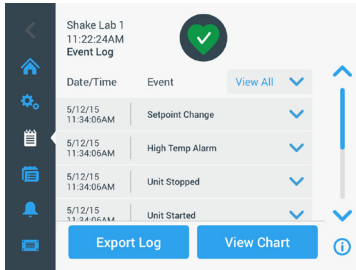 Shake Lab 1
11:22:24AM
Event Log
Date/Time Event View All
5/12/15
11:34:06AM
Setpoint Change
5/12/15
11:34:06AM
High Temp Alarm
5/12/15
11:34:06AM
Unit Stopped
5/12/15
11:34:06AM
Unit Started
Export Log View Chart